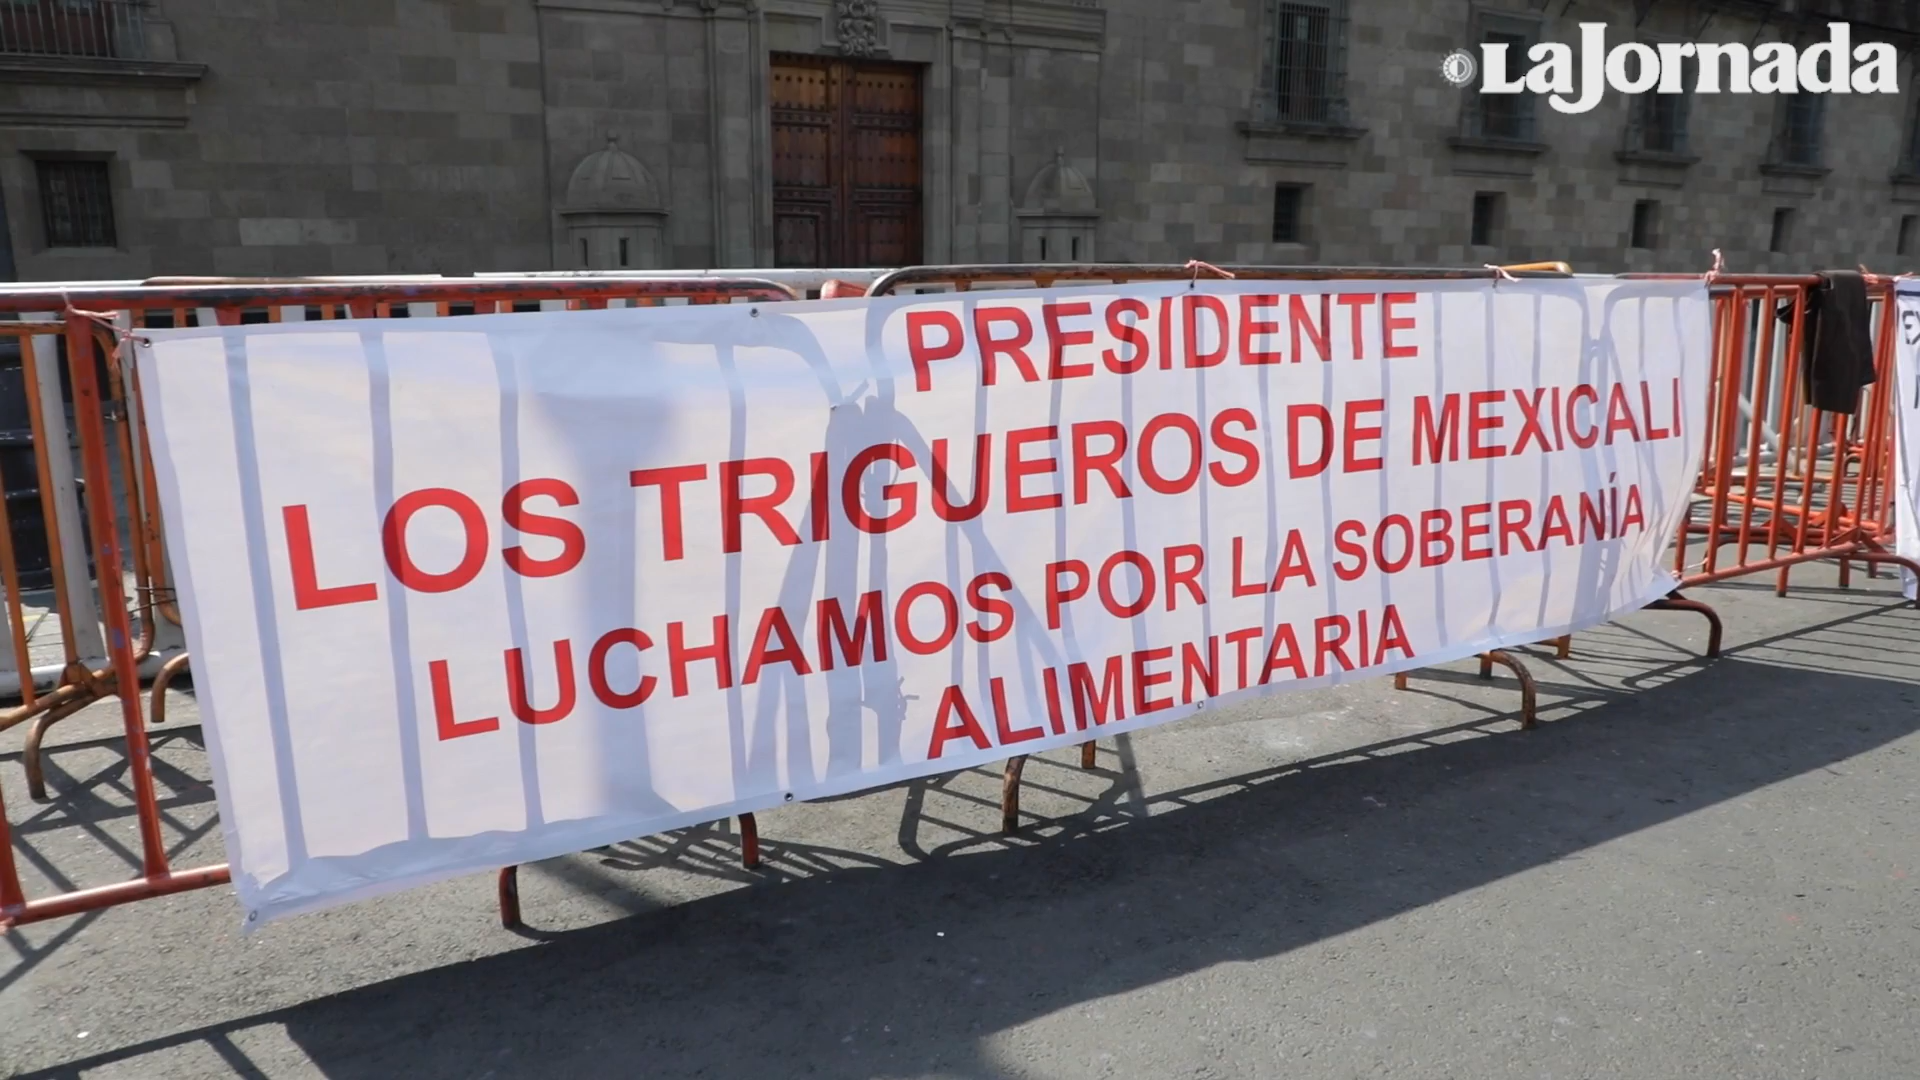 LaJornada
PRESIDENTE
LOS TRIGUEROS DE MEXICALI
LUCHAMOS POR LA SOBERANÍA
ALIMENTARIA